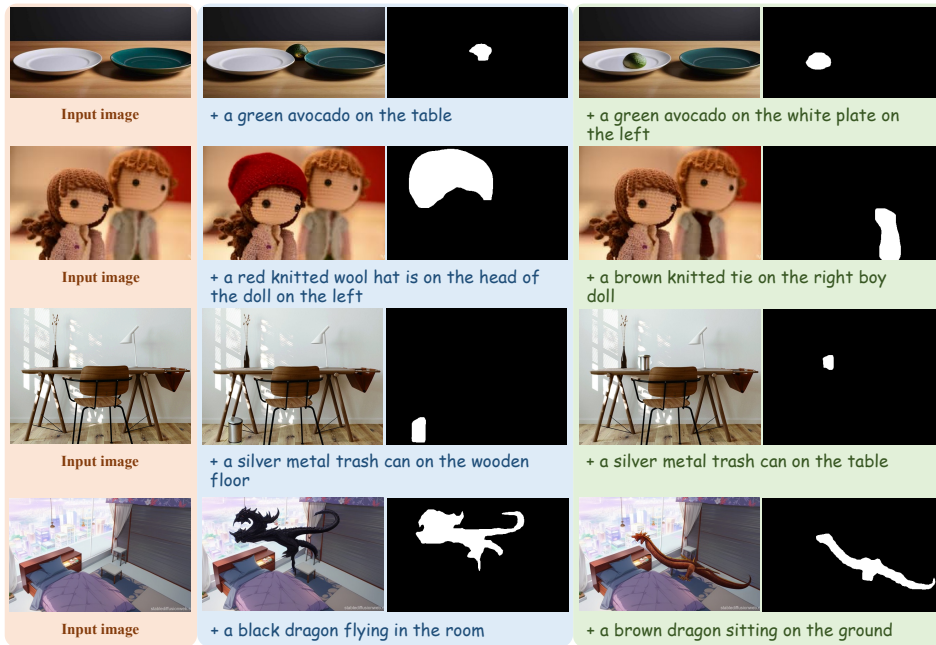 Input image
+ a green avocado on the table
+ a green avocado on the white plate on
the left
Input image
+ a red knitted wool hat is on the head of
the doll on the left
+ a brown knitted tie on the right boy
doll
Input image
+ a silver metal trash can on the wooden
floor
+ a silver metal trash can on the table
Input image
+ a black dragon flying in the room
+ a brown dragon sitting on the ground